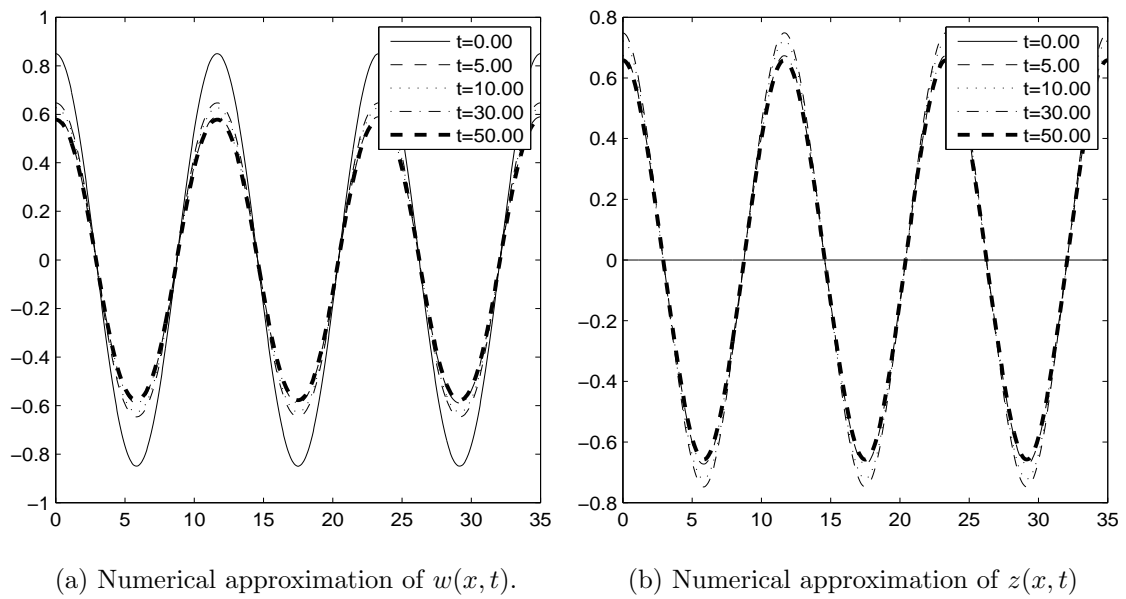 1
0.8
0.6
0.4
0.2
0
−0.2
−0.4
−0.6
−0.8
−1
0 5 10 15 20 25 30 35
t=0.00
t=5.00
t=10.00
t=30.00
t=50.00
(a) Numerical approximation of w(x, t).
0.8
0.6
0.4
0.2
0
−0.2
−0.4
−0.6
−0.8
0 5 10 15 20 25 30 35
t=0.00
t=5.00
t=10.00
t=30.00
t=50.00
(b) Numerical approximation of z(x, t)